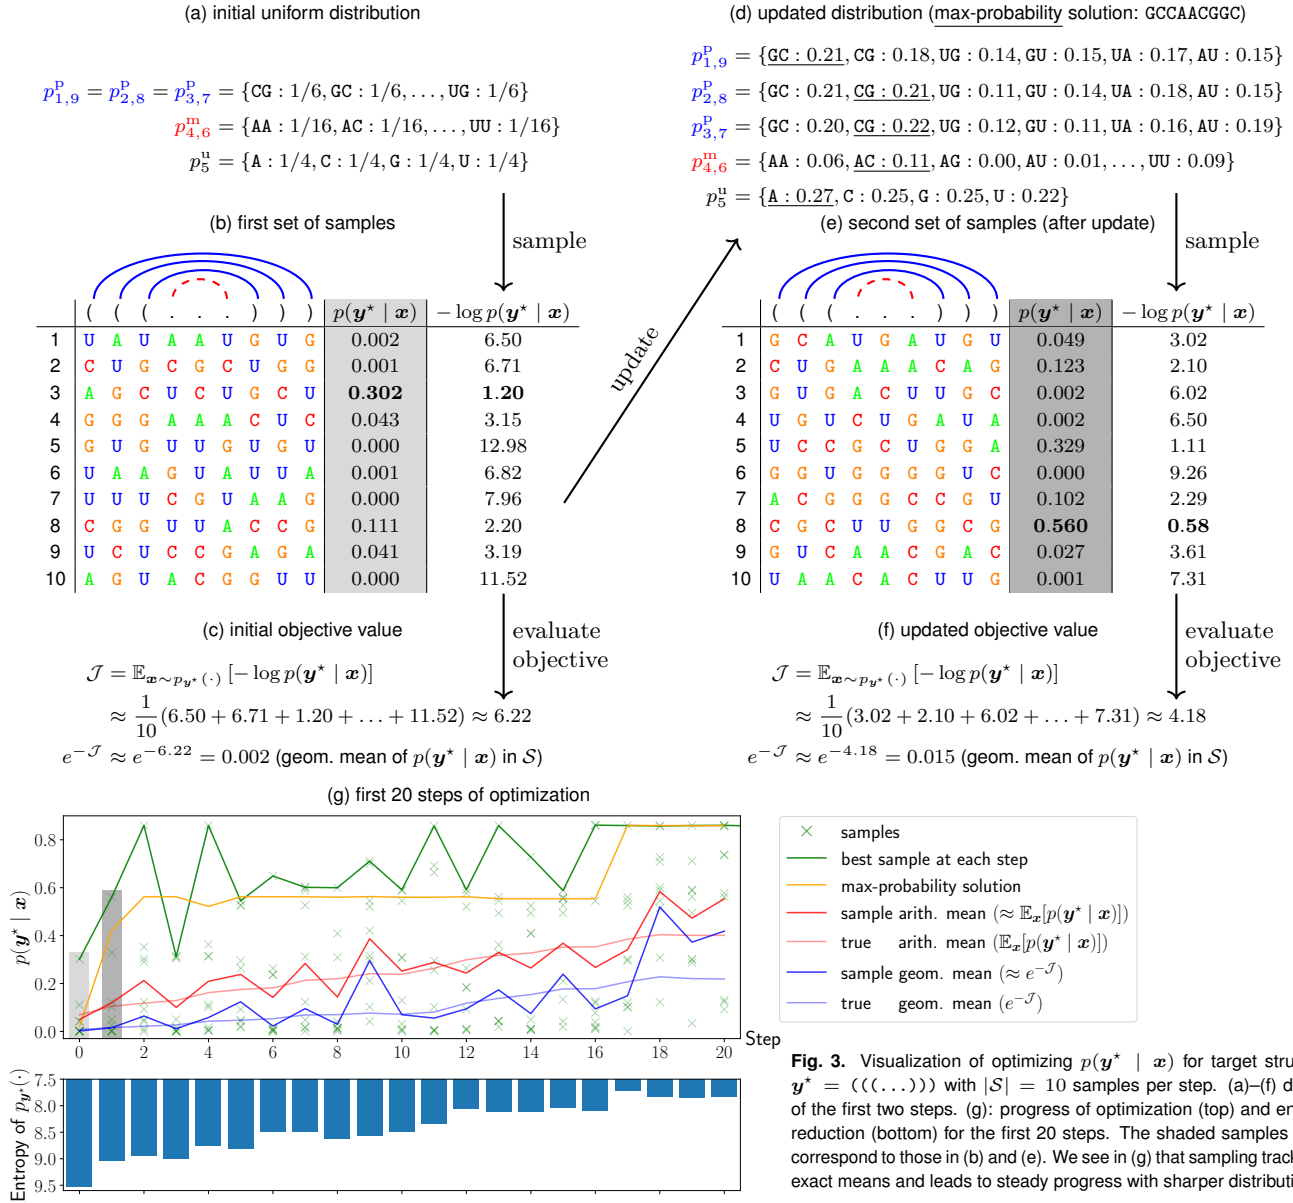 (a) initial uniform distribution
p^p_{1,9} = p^p_{2,8} = p^p_{3,7} = {CG : 1/6, GC : 1/6, . . . , UG : 1/6}
p^m_{4,6} = {AA : 1/16, AC : 1/16, . . . , UU : 1/16}
p^u_5 = {A : 1/4, C : 1/4, G : 1/4, U : 1/4}
sample
(b) first set of samples
( ( ( . . . ) ) ) p(y⋆ | x) − log p(y⋆ | x)
1 U A U A A U G U G 0.002 6.50
2 C U G C G C U G G 0.001 6.71
3 A G C U C U G C U 0.302 1.20
4 G G G A A A C U C 0.043 3.15
5 G U G U U G U G U 0.000 12.98
6 U A A G U A U U A 0.001 6.82
7 U U U C G U A A G 0.000 7.96
8 C G G U U A C C G 0.111 2.20
9 U C U C C G A G A 0.041 3.19
10 A G U A C G G U U 0.000 11.52
update
(c) initial objective value
evaluate
objective
J = E_{x∼p_{y⋆}(·)} [− log p(y⋆ | x)]
≈ 1/10 (6.50 + 6.71 + 1.20 + . . . + 11.52) ≈ 6.22
e^{−J} ≈ e^{−6.22} = 0.002 (geom. mean of p(y⋆ | x) in S)
(d) updated distribution (max-probability solution: GCCAACGGC)
p^p_{1,9} = {GC : 0.21, CG : 0.18, UG : 0.14, GU : 0.15, UA : 0.17, AU : 0.15}
p^p_{2,8} = {GC : 0.21, CG : 0.21, UG : 0.11, GU : 0.14, UA : 0.18, AU : 0.15}
p^p_{3,7} = {GC : 0.20, CG : 0.22, UG : 0.12, GU : 0.11, UA : 0.16, AU : 0.19}
p^m_{4,6} = {AA : 0.06, AC : 0.11, AG : 0.00, AU : 0.01, . . . , UU : 0.09}
p^u_5 = {A : 0.27, C : 0.25, G : 0.25, U : 0.22}
sample
(e) second set of samples (after update)
( ( ( . . . ) ) ) p(y⋆ | x) − log p(y⋆ | x)
1 G C A U G A U G U 0.049 3.02
2 C U G A A A C A G 0.123 2.10
3 G U G A C U U G C 0.002 6.02
4 U G U C U G A U A 0.002 6.50
5 U C C G C U G G A 0.329 1.11
6 G G U G G G G U C 0.000 9.26
7 A C G G G C C G U 0.102 2.29
8 C G C U U G G C G 0.560 0.58
9 G U C A A C G A C 0.027 3.61
10 U A A C A C U U G 0.001 7.31
(f) updated objective value
evaluate
objective
J = E_{x∼p_{y⋆}(·)} [− log p(y⋆ | x)]
≈ 1/10 (3.02 + 2.10 + 6.02 + . . . + 7.31) ≈ 4.18
e^{−J} ≈ e^{−4.18} = 0.015 (geom. mean of p(y⋆ | x) in S)
(g) first 20 steps of optimization
p(y⋆ | x)
0.8
0.6
0.4
0.2
0.0
0 2 4 6 8 10 12 14 16 18 20
Step
Entropy of p_{y⋆}(·)
7.5
8.0
8.5
9.0
9.5
samples
best sample at each step
max-probability solution
sample arith. mean (≈ E_x[p(y⋆ | x)])
true arith. mean (E_x[p(y⋆ | x)])
sample geom. mean (≈ e^{−J})
true geom. mean (e^{−J})
Fig. 3. Visualization of optimizing p(y⋆ | x) for target stru
y⋆ = (((...))) with |S| = 10 samples per step. (a)–(f) d
of the first two steps. (g): progress of optimization (top) and en
reduction (bottom) for the first 20 steps. The shaded samples
correspond to those in (b) and (e). We see in (g) that sampling track
exact means and leads to steady progress with sharper distributi